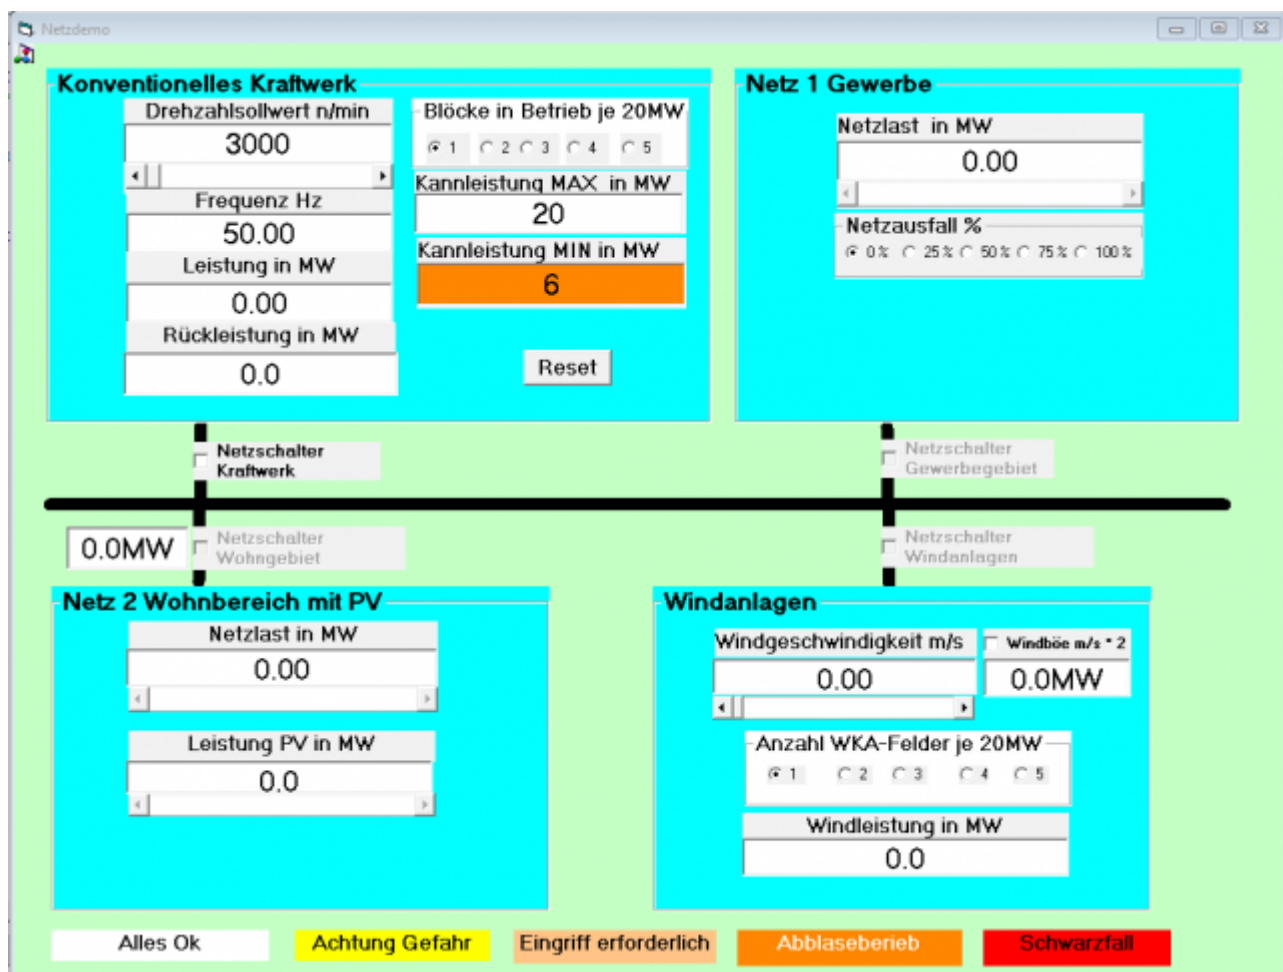 Netzdemo
Konventionelles Kraftwerk
Drehzahlsollwert n/min
3000
Frequenz Hz
50.00
Leistung in MW
0.00
Rückleistung in MW
0.0
Blöcke in Betrieb je 20MW
1 2 3 4 5
Kannleistung MAX in MW
20
Kannleistung MIN in MW
6
Reset
Netz 1 Gewerbe
Netzlast in MW
0.00
Netzausfall %
0% 25% 50% 75% 100%
Netzschalter
Kraftwerk
Netzschalter
Gewerbegebiet
0.0MW
Netzschalter
Wohngebiet
Netzschalter
Windanlagen
Netz 2 Wohnbereich mit PV
Netzlast in MW
0.00
Leistung PV in MW
0.0
Windanlagen
Windgeschwindigkeit m/s
0.00
Windböe m/s * 2
0.0MW
Anzahl WKA-Felder je 20MW
1 2 3 4 5
Windleistung in MW
0.0
Alles Ok
Achtung Gefahr
Eingriff erforderlich
Abblaseberieb
Schwarzfall